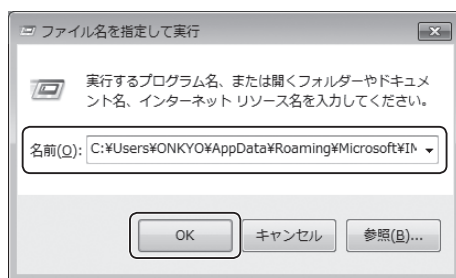 ファイル名を指定して実行
実行するプログラム名、または開くフォルダーやドキュメ
ント名、インターネット リソース名を入力してください。
名前(O): C:¥Users¥ONKYO¥AppData¥Roaming¥Microsoft¥IN
OK キャンセル 参照(B)...